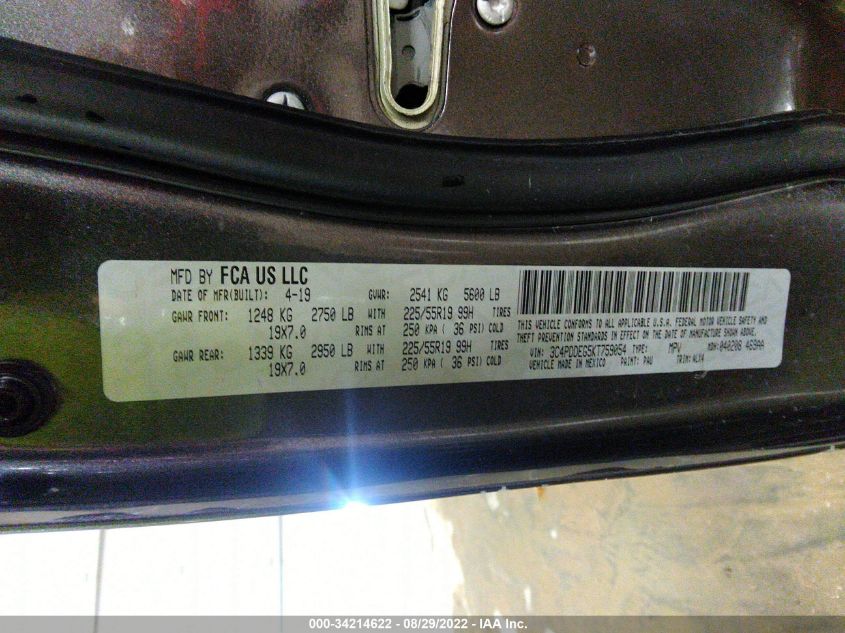 MFD BY FCA US LLC
DATE OF MFR(BUILT): 4-19 GVWR: 2541 KG 5600 LB
GAWR FRONT: 1248 KG 2750 LB WITH 225/55R19 99H TIRES
19X7.0 RIMS AT 250 KPA ( 36 PSI) COLD
GAWR REAR: 1339 KG 2950 LB WITH 225/55R19 99H TIRES
19X7.0 RIMS AT 250 KPA ( 36 PSI) COLD
THIS VEHICLE CONFORMS TO ALL APPLICABLE U.S.A. FEDERAL MOTOR VEHICLE SAFETY AND
THEFT PREVENTION STANDARDS IN EFFECT ON THE DATE OF MANUFACTURE SHOWN ABOVE.
VIN: 3C4PDDEG5KT759054 TYPE: MPV MDH: 040206 469AA
VEHICLE MADE IN MEXICO PAINT: PAU TRIM: ALX4
000-34214622 - 08/29/2022 - IAA Inc.